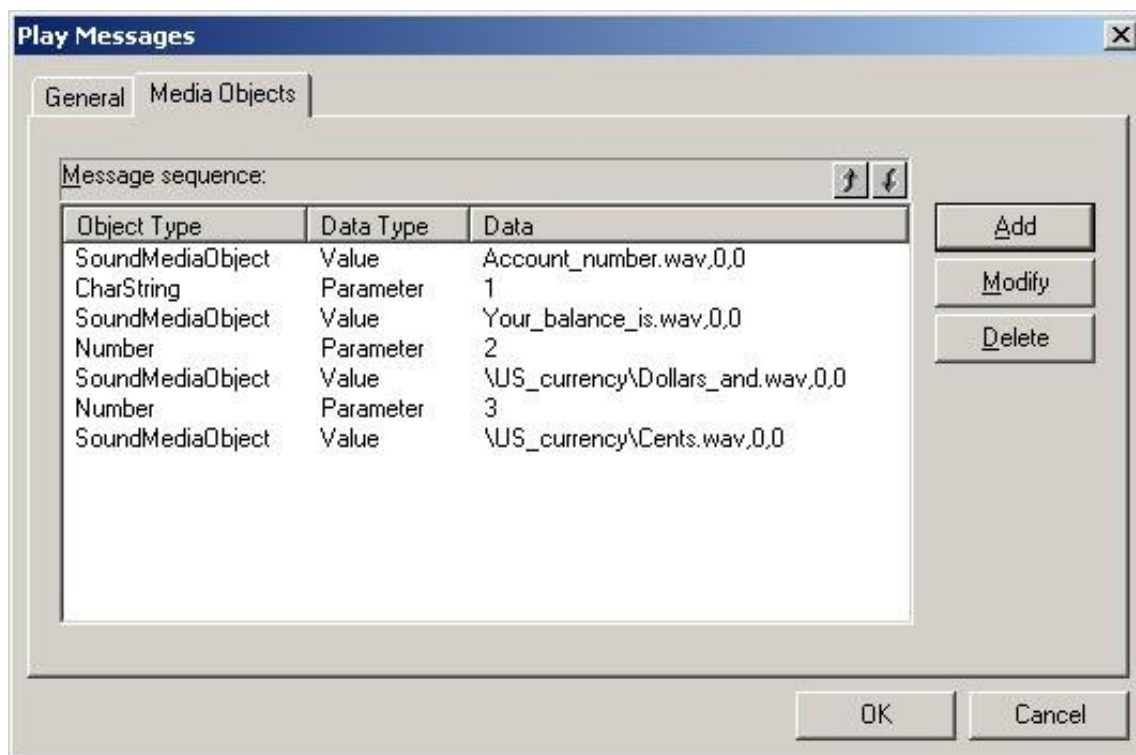 Play Messages
General Media Objects
Message sequence:
Object Type Data Type Data
SoundMediaObject Value Account_number.wav,0,0
CharString Parameter 1
SoundMediaObject Value Your_balance_is.wav,0,0
Number Parameter 2
SoundMediaObject Value \US_currency\Dollars_and.wav,0,0
Number Parameter 3
SoundMediaObject Value \US_currency\Cents.wav,0,0
Add
Modify
Delete
OK Cancel